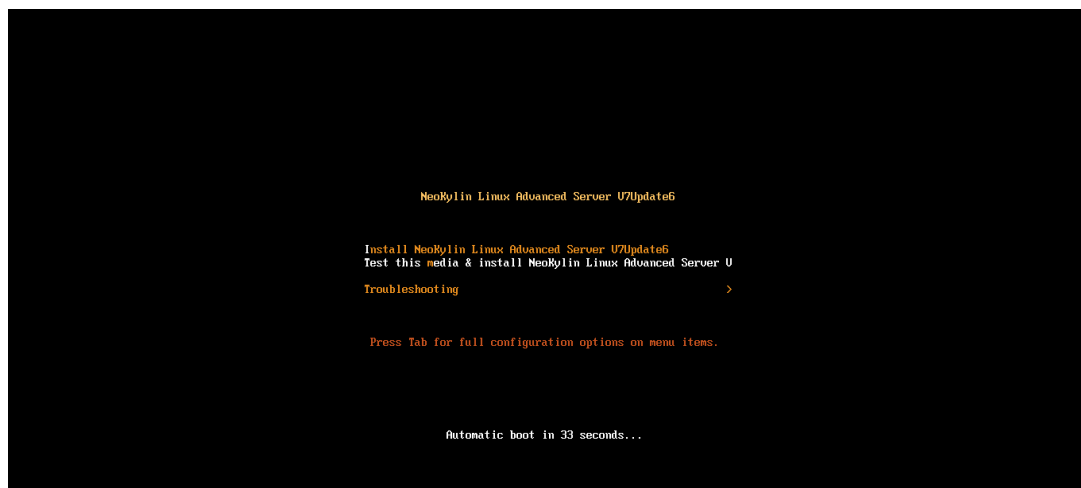 NeoKylin Linux Advanced Server V7Update6
Install NeoKylin Linux Advanced Server V7Update6
Test this media & install NeoKylin Linux Advanced Server V
Troubleshooting >
Press Tab for full configuration options on menu items.
Automatic boot in 33 seconds...